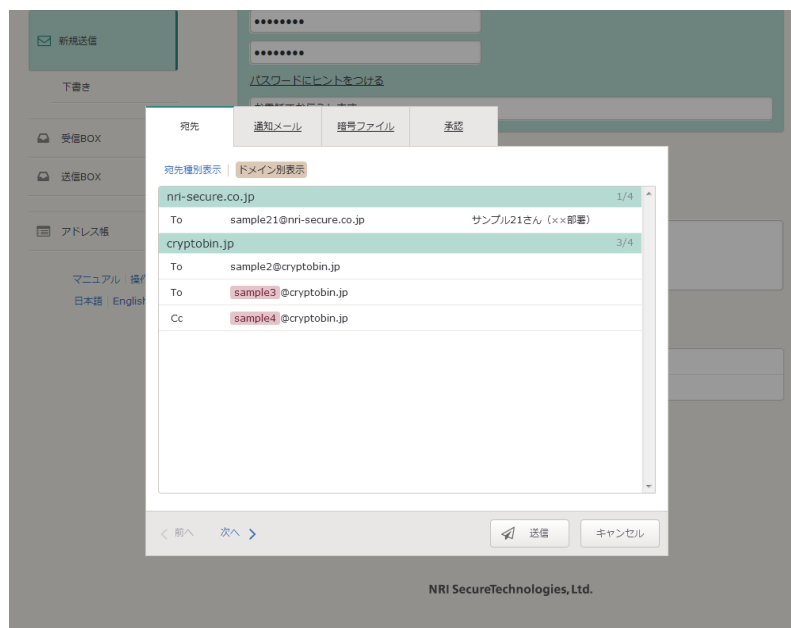 ••••••••
新規送信
••••••••
パスワードにヒントをつける
下書き
宛先
通知メール
暗号ファイル
承認
受信BOX
宛先種別表示
ドメイン別表示
送信BOX
nri-secure.co.jp 1/4
To sample21@nri-secure.co.jp サンプル21さん（××部署）
アドレス帳
cryptobin.jp 3/4
To sample2@cryptobin.jp
マニュアル
To sample3 @cryptobin.jp
日本語 English
Cc sample4 @cryptobin.jp
前へ
次へ
送信
キャンセル
NRI SecureTechnologies, Ltd.